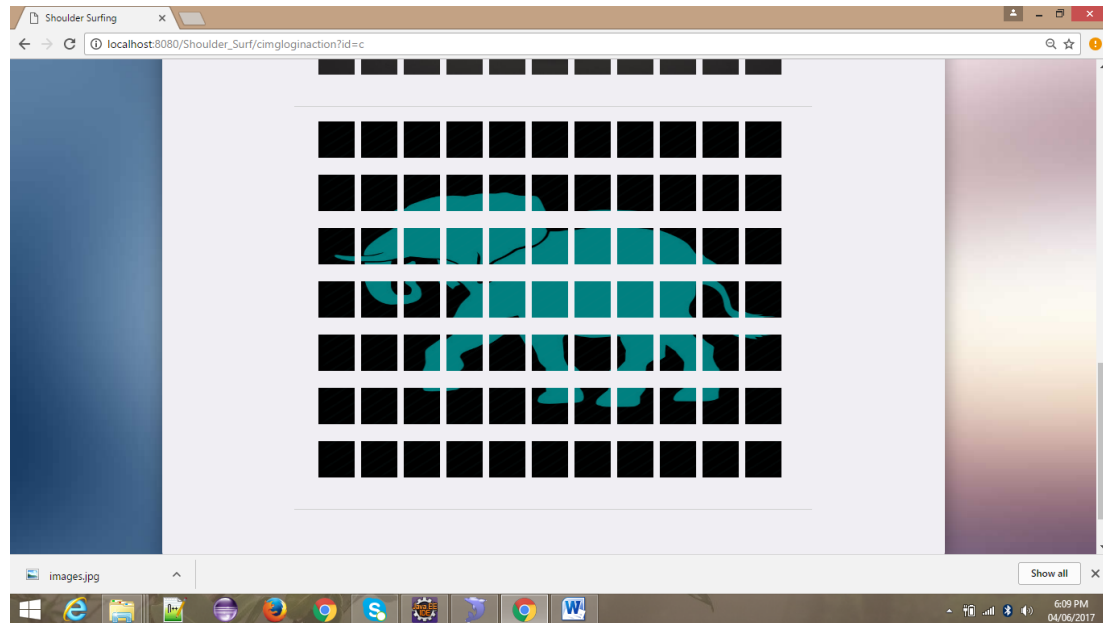 Shoulder Surfing
localhost:8080/Shoulder_Surf/cimgloginaction?id=c
images.jpg
Show all
6:09 PM
04/06/2017